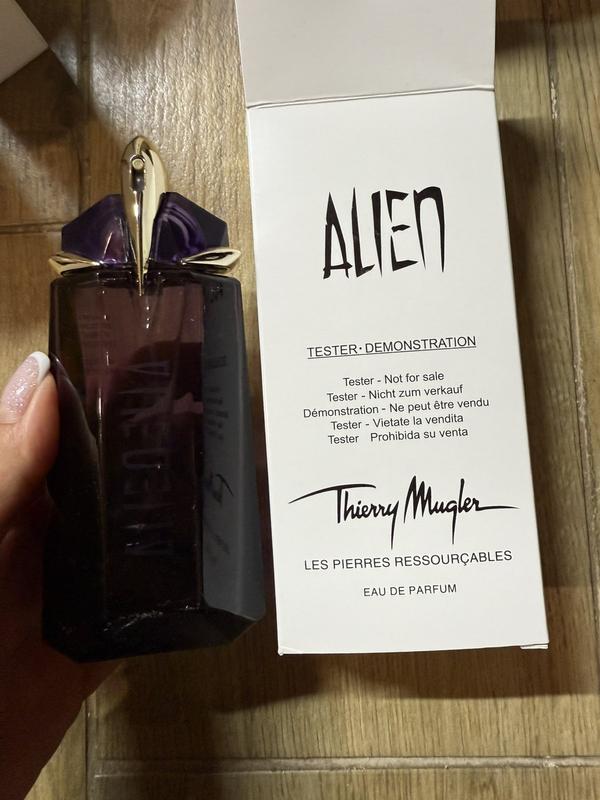 ALIEN
TESTER · DEMONSTRATION
Tester - Not for sale
Tester - Nicht zum verkauf
Démonstration - Ne peut être vendu
Tester - Vietate la vendita
Tester Prohibida su venta
Thierry Mugler
LES PIERRES RESSOURÇABLES
EAU DE PARFUM